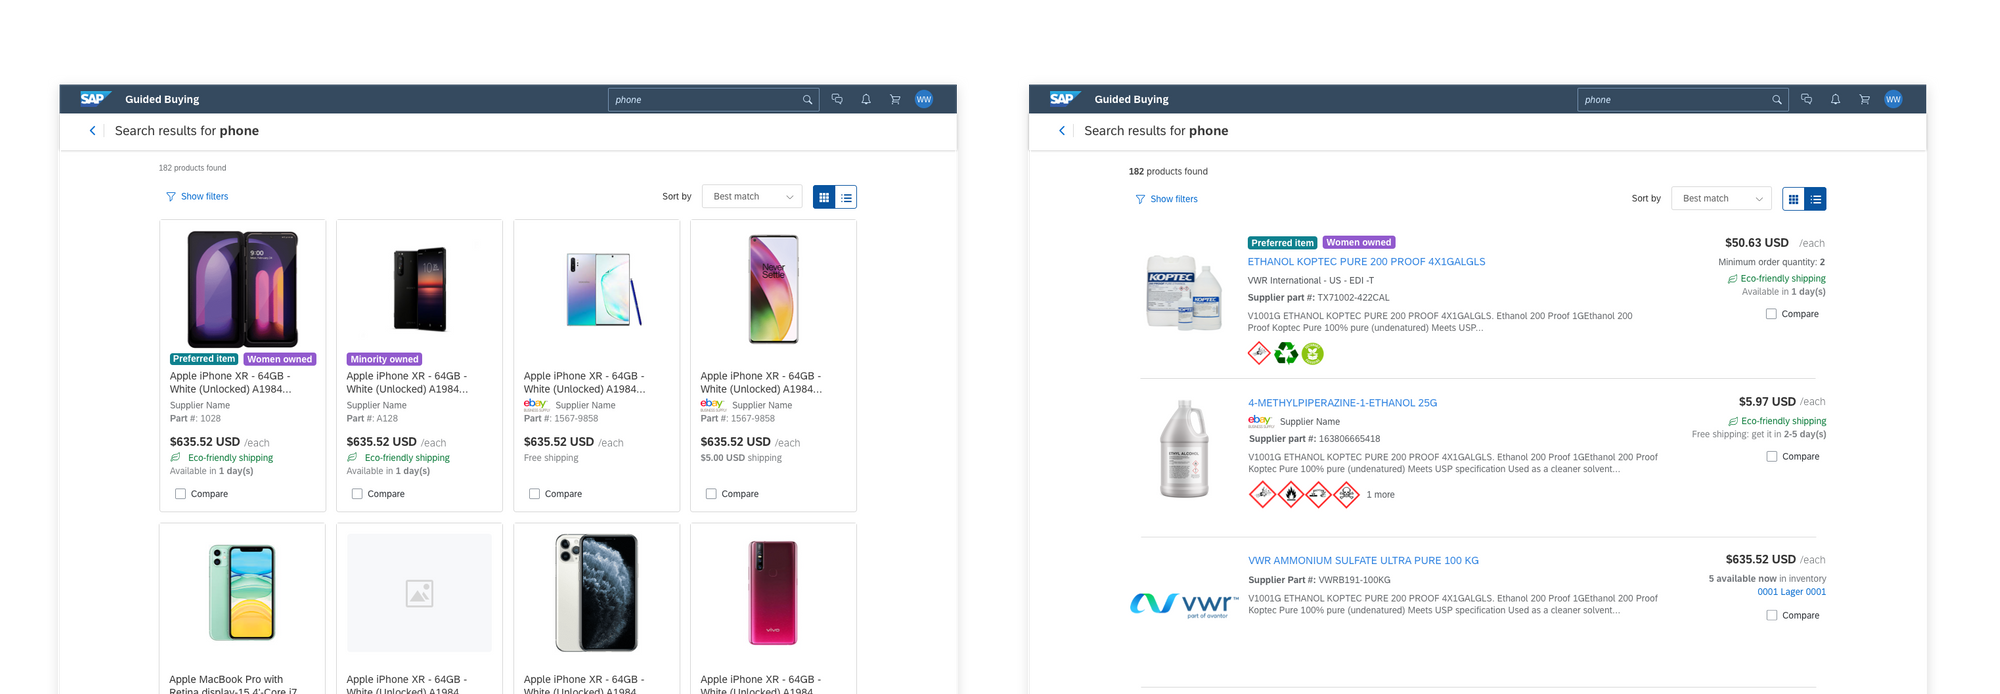 SAP Guided Buying
phone
WW
Search results for phone
182 products found
Show filters
Sort by
Best match
9:00
Never
Settle
Preferred item
Women owned
Apple iPhone XR - 64GB -
White (Unlocked) A1984...
Supplier Name
Part #: 1028
$635.52 USD /each
Eco-friendly shipping
Available in 1 day(s)
Compare
Minority owned
Apple iPhone XR - 64GB -
White (Unlocked) A1984...
Supplier Name
Part #: A128
$635.52 USD /each
Eco-friendly shipping
Available in 1 day(s)
Compare
Apple iPhone XR - 64GB -
White (Unlocked) A1984...
ebay Supplier Name
Part #: 1567-9858
$635.52 USD /each
Free shipping
Compare
Apple iPhone XR - 64GB -
White (Unlocked) A1984...
ebay Supplier Name
Part #: 1567-9858
$635.52 USD /each
$5.00 USD shipping
Compare
vivo
Apple MacBook Pro with
Retina display-15.4'-Core i7
Apple iPhone XR - 64GB -
White (Unlocked) A1984
Apple iPhone XR - 64GB -
White (Unlocked) A1984
Apple iPhone XR - 64GB -
White (Unlocked) A1984
SAP Guided Buying
phone
WW
Search results for phone
182 products found
Show filters
Sort by
Best match
KOPTEC
KOPTEC
Preferred item
Women owned
ETHANOL KOPTEC PURE 200 PROOF 4X1GALGLS
VWR International - US - EDI -T
Supplier part #: TX71002-422CAL
V1001G ETHANOL KOPTEC PURE 200 PROOF 4X1GALGLS. Ethanol 200 Proof 1GEthanol 200
Proof Koptec Pure 100% pure (undenatured) Meets USP...
$50.63 USD /each
Minimum order quantity: 2
Eco-friendly shipping
Available in 1 day(s)
Compare
ETHYL ALCOHOL
4-METHYLPIPERAZINE-1-ETHANOL 25G
ebay Supplier Name
Supplier part #: 163806665418
V1001G ETHANOL KOPTEC PURE 200 PROOF 4X1GALGLS. Ethanol 200 Proof 1GEthanol 200 Proof
Koptec Pure 100% pure (undenatured) Meets USP specification Used as a cleaner solvent...
1 more
$5.97 USD /each
Eco-friendly shipping
Free shipping: get it in 2-5 day(s)
Compare
vwr™
part of avantor
VWR AMMONIUM SULFATE ULTRA PURE 100 KG
Supplier Part #: VWRB191-100KG
V1001G ETHANOL KOPTEC PURE 200 PROOF 4X1GALGLS. Ethanol 200 Proof 1GEthanol 200 Proof
Koptec Pure 100% pure (undenatured) Meets USP specification Used as a cleaner solvent...
$635.52 USD /each
5 available now in inventory
0001 Lager 0001
Compare